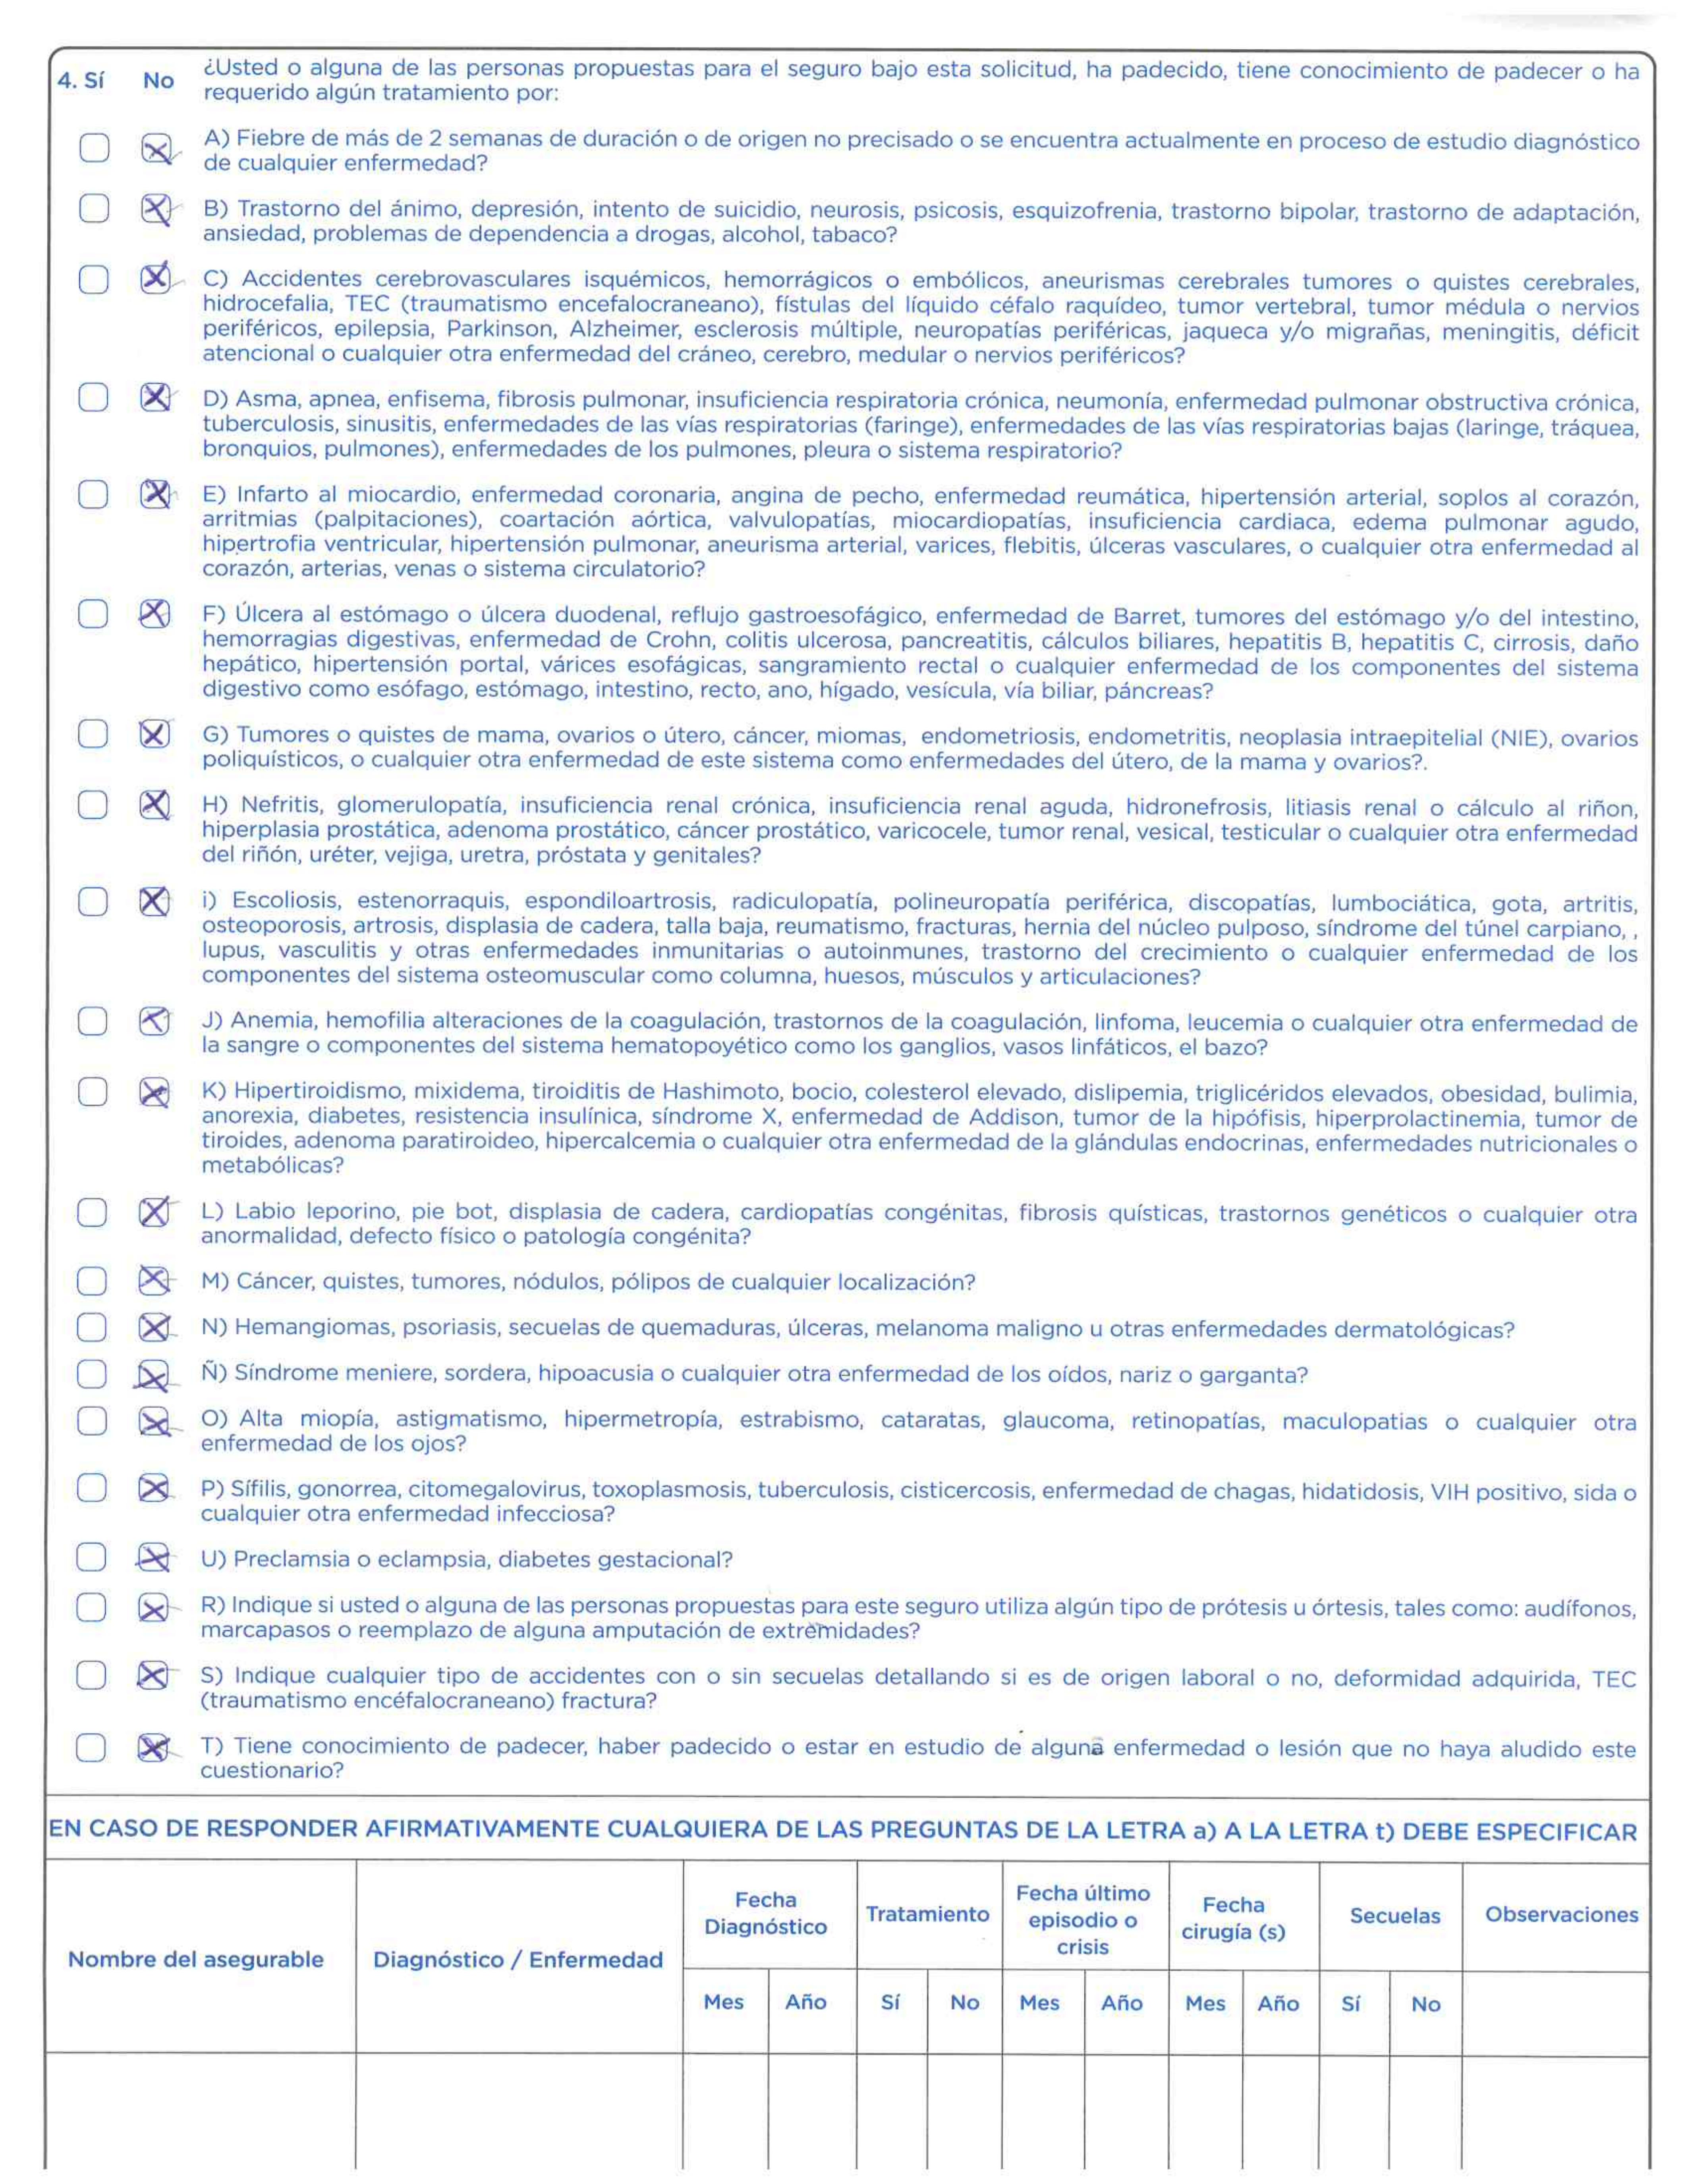 4. Sí No ¿Usted o alguna de las personas propuestas para el seguro bajo esta solicitud, ha padecido, tiene conocimiento de padecer o ha
requerido algún tratamiento por:
A) Fiebre de más de 2 semanas de duración o de origen no precisado o se encuentra actualmente en proceso de estudio diagnóstico
de cualquier enfermedad?
B) Trastorno del ánimo, depresión, intento de suicidio, neurosis, psicosis, esquizofrenia, trastorno bipolar, trastorno de adaptación,
ansiedad, problemas de dependencia a drogas, alcohol, tabaco?
C) Accidentes cerebrovasculares isquémicos, hemorrágicos o embólicos, aneurismas cerebrales tumores o quistes cerebrales,
hidrocefalia, TEC (traumatismo encefalocraneano), fístulas del líquido céfalo raquídeo, tumor vertebral, tumor médula o nervios
periféricos, epilepsia, Parkinson, Alzheimer, esclerosis múltiple, neuropatías periféricas, jaqueca y/o migrañas, meningitis, déficit
atencional o cualquier otra enfermedad del cráneo, cerebro, medular o nervios periféricos?
D) Asma, apnea, enfisema, fibrosis pulmonar, insuficiencia respiratoria crónica, neumonía, enfermedad pulmonar obstructiva crónica,
tuberculosis, sinusitis, enfermedades de las vías respiratorias (faringe), enfermedades de las vías respiratorias bajas (laringe, tráquea,
bronquios, pulmones), enfermedades de los pulmones, pleura o sistema respiratorio?
E) Infarto al miocardio, enfermedad coronaria, angina de pecho, enfermedad reumática, hipertensión arterial, soplos al corazón,
arritmias (palpitaciones), coartación aórtica, valvulopatías, miocardiopatías, insuficiencia cardiaca, edema pulmonar agudo,
hipertrofia ventricular, hipertensión pulmonar, aneurisma arterial, varices, flebitis, úlceras vasculares, o cualquier otra enfermedad al
corazón, arterias, venas o sistema circulatorio?
F) Úlcera al estómago o úlcera duodenal, reflujo gastroesofágico, enfermedad de Barret, tumores del estómago y/o del intestino,
hemorragias digestivas, enfermedad de Crohn, colitis ulcerosa, pancreatitis, cálculos biliares, hepatitis B, hepatitis C, cirrosis, daño
hepático, hipertensión portal, várices esofágicas, sangramiento rectal o cualquier enfermedad de los componentes del sistema
digestivo como esófago, estómago, intestino, recto, ano, hígado, vesícula, vía biliar, páncreas?
G) Tumores o quistes de mama, ovarios o útero, cáncer, miomas, endometriosis, endometritis, neoplasia intraepitelial (NIE), ovarios
poliquísticos, o cualquier otra enfermedad de este sistema como enfermedades del útero, de la mama y ovarios?.
H) Nefritis, glomerulopatía, insuficiencia renal crónica, insuficiencia renal aguda, hidronefrosis, litiasis renal o cálculo al riñon,
hiperplasia prostática, adenoma prostático, cáncer prostático, varicocele, tumor renal, vesical, testicular o cualquier otra enfermedad
del riñón, uréter, vejiga, uretra, próstata y genitales?
i) Escoliosis, estenorraquis, espondiloartrosis, radiculopatía, polineuropatía periférica, discopatías, lumbociática, gota, artritis,
osteoporosis, artrosis, displasia de cadera, talla baja, reumatismo, fracturas, hernia del núcleo pulposo, síndrome del túnel carpiano, ,
lupus, vasculitis y otras enfermedades inmunitarias o autoinmunes, trastorno del crecimiento o cualquier enfermedad de los
componentes del sistema osteomuscular como columna, huesos, músculos y articulaciones?
J) Anemia, hemofilia alteraciones de la coagulación, trastornos de la coagulación, linfoma, leucemia o cualquier otra enfermedad de
la sangre o componentes del sistema hematopoyético como los ganglios, vasos linfáticos, el bazo?
K) Hipertiroidismo, mixidema, tiroiditis de Hashimoto, bocio, colesterol elevado, dislipemia, triglicéridos elevados, obesidad, bulimia,
anorexia, diabetes, resistencia insulínica, síndrome X, enfermedad de Addison, tumor de la hipófisis, hiperprolactinemia, tumor de
tiroides, adenoma paratiroideo, hipercalcemia o cualquier otra enfermedad de la glándulas endocrinas, enfermedades nutricionales o
metabólicas?
L) Labio leporino, pie bot, displasia de cadera, cardiopatías congénitas, fibrosis quísticas, trastornos genéticos o cualquier otra
anormalidad, defecto físico o patología congénita?
M) Cáncer, quistes, tumores, nódulos, pólipos de cualquier localización?
N) Hemangiomas, psoriasis, secuelas de quemaduras, úlceras, melanoma maligno u otras enfermedades dermatológicas?
Ñ) Síndrome meniere, sordera, hipoacusia o cualquier otra enfermedad de los oídos, nariz o garganta?
O) Alta miopía, astigmatismo, hipermetropía, estrabismo, cataratas, glaucoma, retinopatías, maculopatias o cualquier otra
enfermedad de los ojos?
P) Sífilis, gonorrea, citomegalovirus, toxoplasmosis, tuberculosis, cisticercosis, enfermedad de chagas, hidatidosis, VIH positivo, sida o
cualquier otra enfermedad infecciosa?
U) Preclamsia o eclampsia, diabetes gestacional?
R) Indique si usted o alguna de las personas propuestas para este seguro utiliza algún tipo de prótesis u órtesis, tales como: audífonos,
marcapasos o reemplazo de alguna amputación de extremidades?
S) Indique cualquier tipo de accidentes con o sin secuelas detallando si es de origen laboral o no, deformidad adquirida, TEC
(traumatismo encéfalocraneano) fractura?
T) Tiene conocimiento de padecer, haber padecido o estar en estudio de alguna enfermedad o lesión que no haya aludido este
cuestionario?
EN CASO DE RESPONDER AFIRMATIVAMENTE CUALQUIERA DE LAS PREGUNTAS DE LA LETRA a) A LA LETRA t) DEBE ESPECIFICAR
Nombre del asegurable
Diagnóstico / Enfermedad
Fecha
Diagnóstico
Tratamiento
Fecha último
episodio o
crisis
Fecha
cirugía (s)
Secuelas
Observaciones
Mes Año Sí No Mes Año Mes Año Sí No